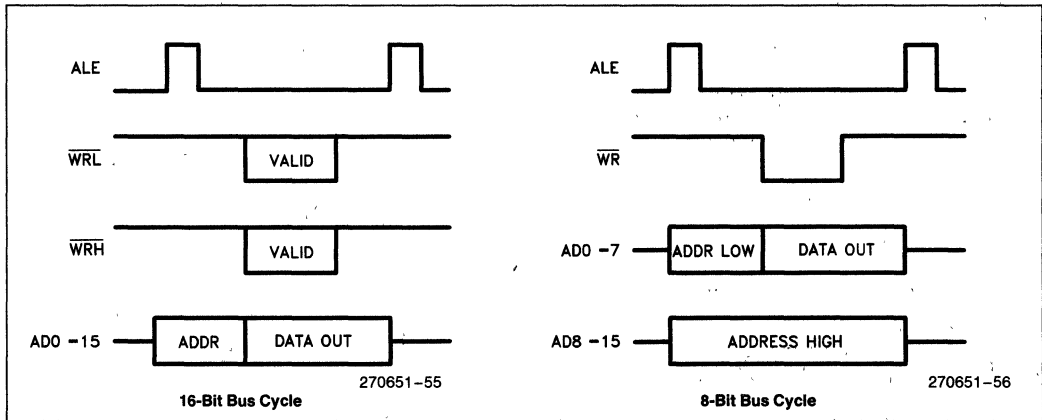 ALE
WRL
VALID
WRH
VALID
AD0-15
ADDR
DATA OUT
270651-55
16-Bit Bus Cycle
ALE
WR
AD0-7
ADDR LOW
DATA OUT
AD8-15
ADDRESS HIGH
270651-56
8-Bit Bus Cycle